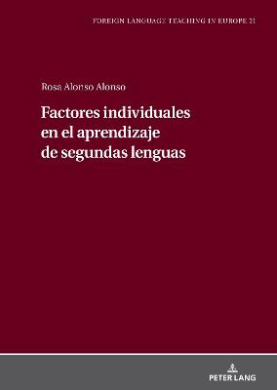 FOREIGN LANGUAGE TEACHING IN EUROPE 21
Rosa Alonso Alonso
Factores individuales
en el aprendizaje
de segundas lenguas
PETER LANG